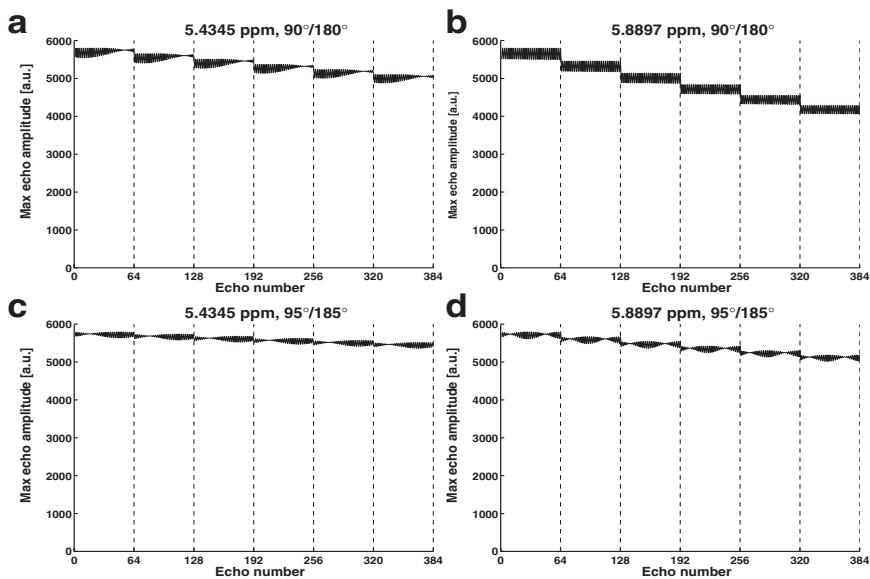 a
5.4345 ppm, 90°/180°
Max echo amplitude [a.u.]
6000
5000
4000
3000
2000
1000
0
0 64 128 192 256 320 384
Echo number
b
5.8897 ppm, 90°/180°
Max echo amplitude [a.u.]
6000
5000
4000
3000
2000
1000
0
0 64 128 192 256 320 384
Echo number
c
5.4345 ppm, 95°/185°
Max echo amplitude [a.u.]
6000
5000
4000
3000
2000
1000
0
0 64 128 192 256 320 384
Echo number
d
5.8897 ppm, 95°/185°
Max echo amplitude [a.u.]
6000
5000
4000
3000
2000
1000
0
0 64 128 192 256 320 384
Echo number